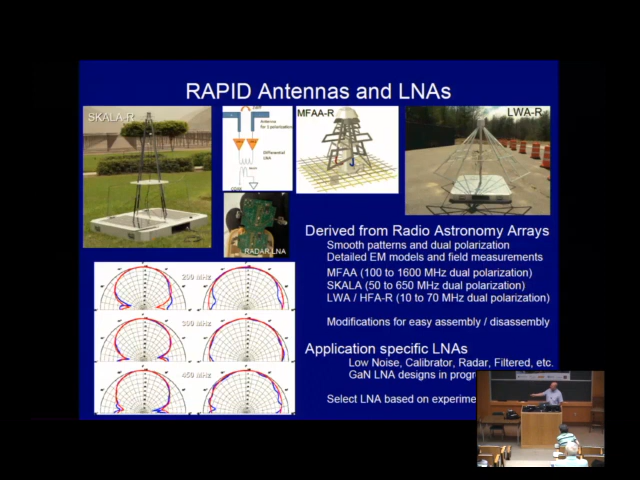 RAPID Antennas and LNAs
SKALA-R
Antenna
for 1 polarization
Differential
LNA
MFAA-R
LWA-R
RADAR LNA
Derived from Radio Astronomy Arrays
Smooth patterns and dual polarization
Detailed EM models and field measurements
MFAA (100 to 1600 MHz dual polarization)
SKALA (50 to 650 MHz dual polarization)
LWA / HFA-R (10 to 70 MHz dual polarization)
Modifications for easy assembly / disassembly
Application specific LNAs
Low Noise, Calibrator, Radar, Filtered, etc.
GaN LNA designs in progr
Select LNA based on experime
200 MHz
300 MHz
450 MHz